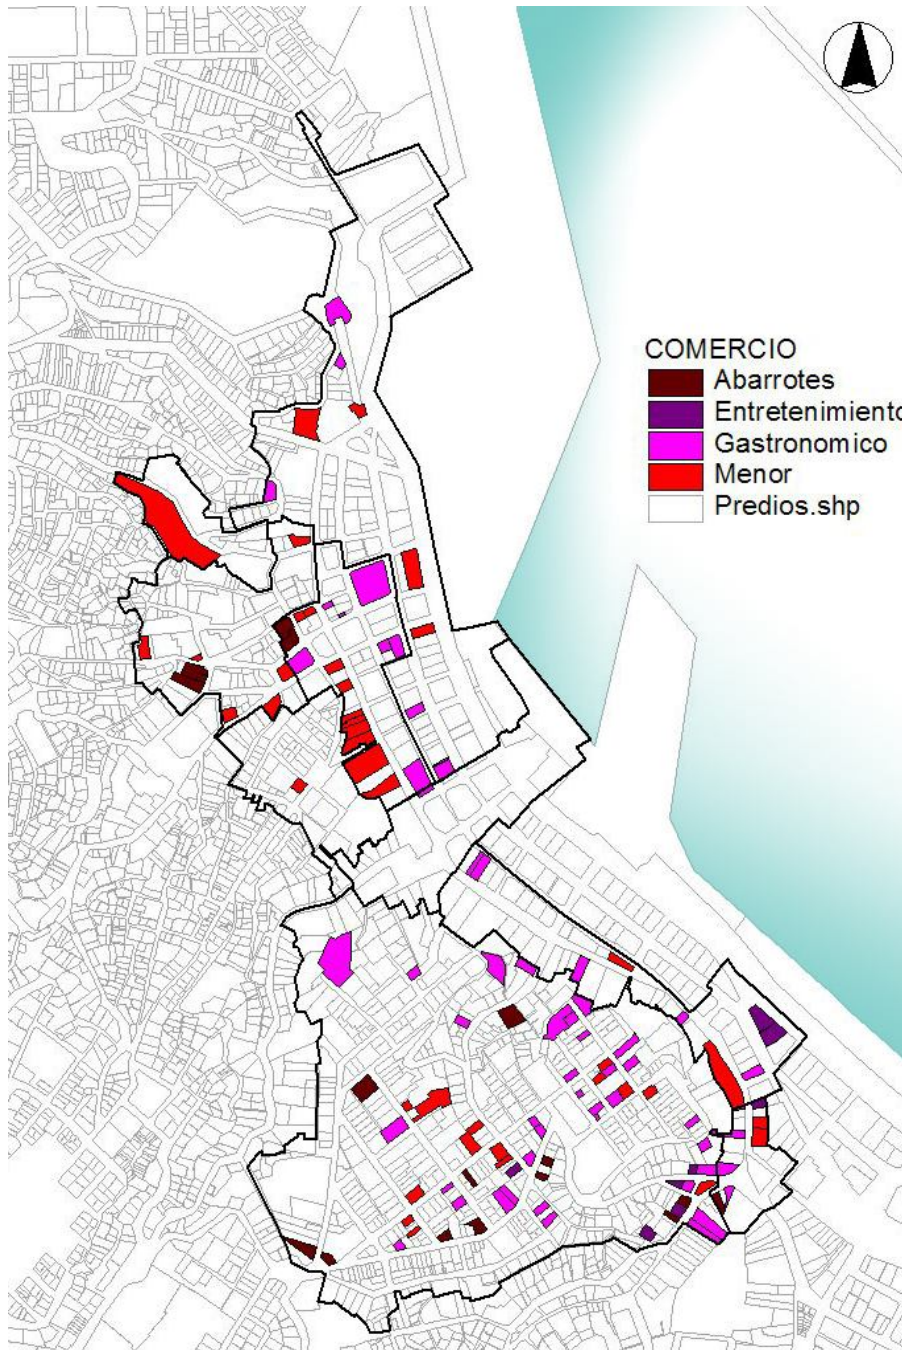 COMERCIO
Abarrotes
Entretenimiento
Gastronomico
Menor
Predios.shp